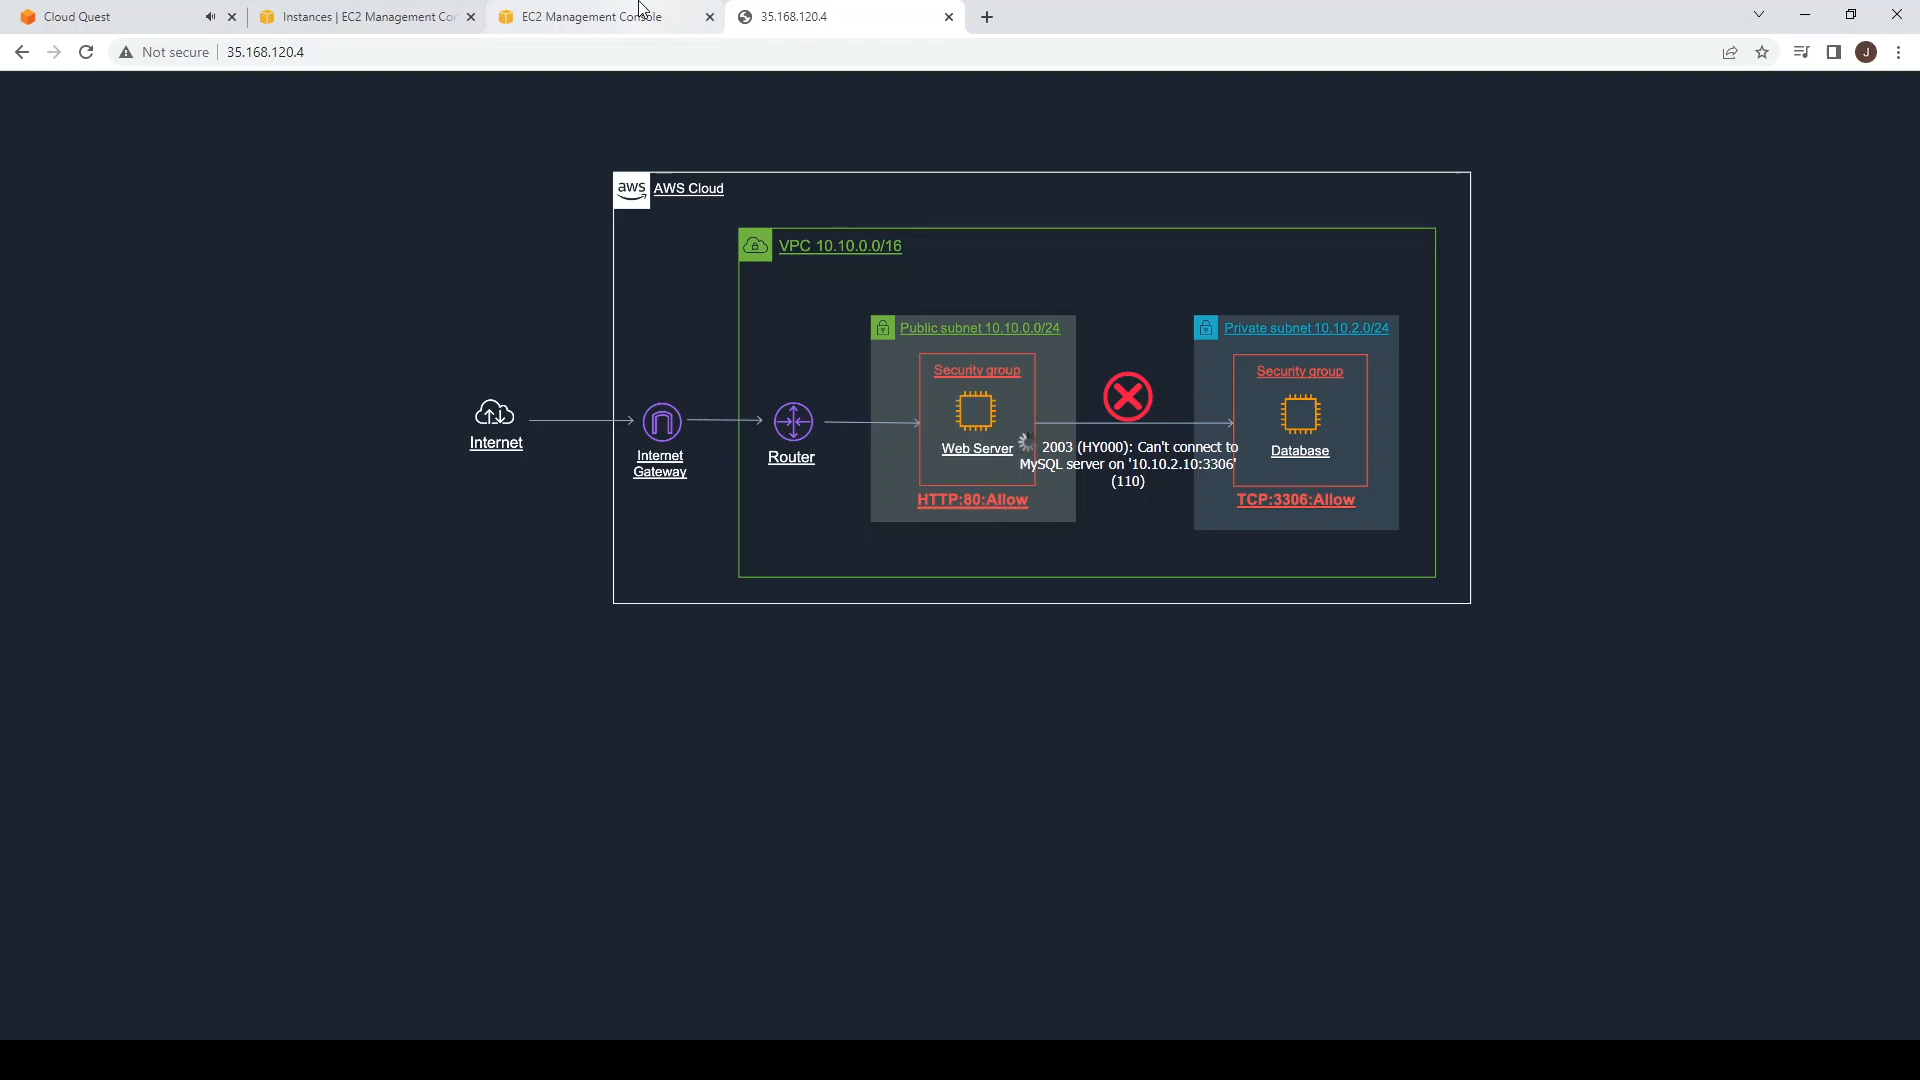 Cloud Quest
Instances | EC2 Management Cor
EC2 Management Console
35.168.120.4
Not secure
35.168.120.4
J
aws
AWS Cloud
VPC 10.10.0.0/16
Public subnet 10.10.0.0/24
Private subnet 10.10.2.0/24
Security group
Security group
Internet
Internet
Gateway
Router
Web Server
2003 (HY000): Can't connect to
MySQL server on '10.10.2.10:3306'
(110)
Database
HTTP:80:Allow
TCP:3306:Allow